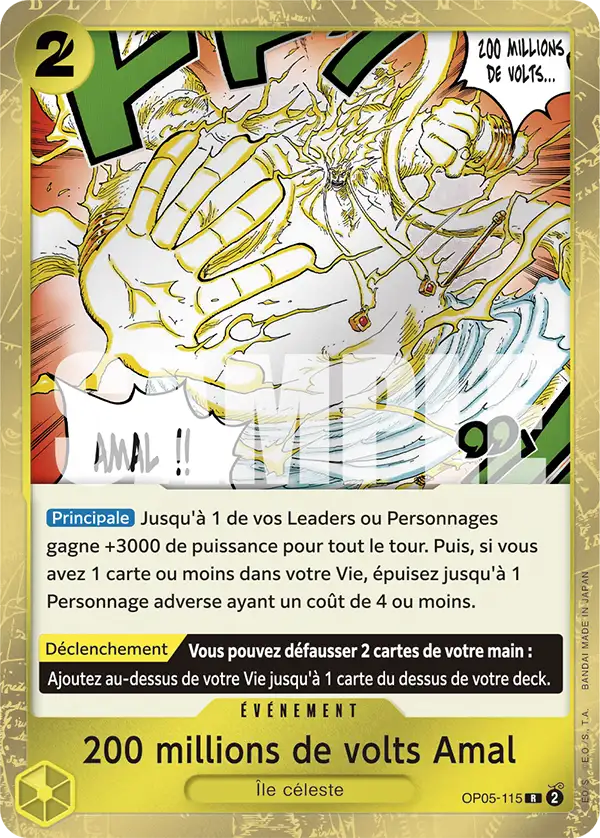 2
200 MILLIONS
DE VOLTS...
AMAL !!
SAMPLE
Principale Jusqu'à 1 de vos Leaders ou Personnages
gagne +3000 de puissance pour tout le tour. Puis, si vous
avez 1 carte ou moins dans votre Vie, épuisez jusqu'à 1
Personnage adverse ayant un coût de 4 ou moins.
Déclenchement Vous pouvez défausser 2 cartes de votre main :
Ajoutez au-dessus de votre Vie jusqu'à 1 carte du dessus de votre deck.
ÉVÉNEMENT
200 millions de volts Amal
Île céleste
OP05-115 R 2
BANDAI MADE IN JAPAN